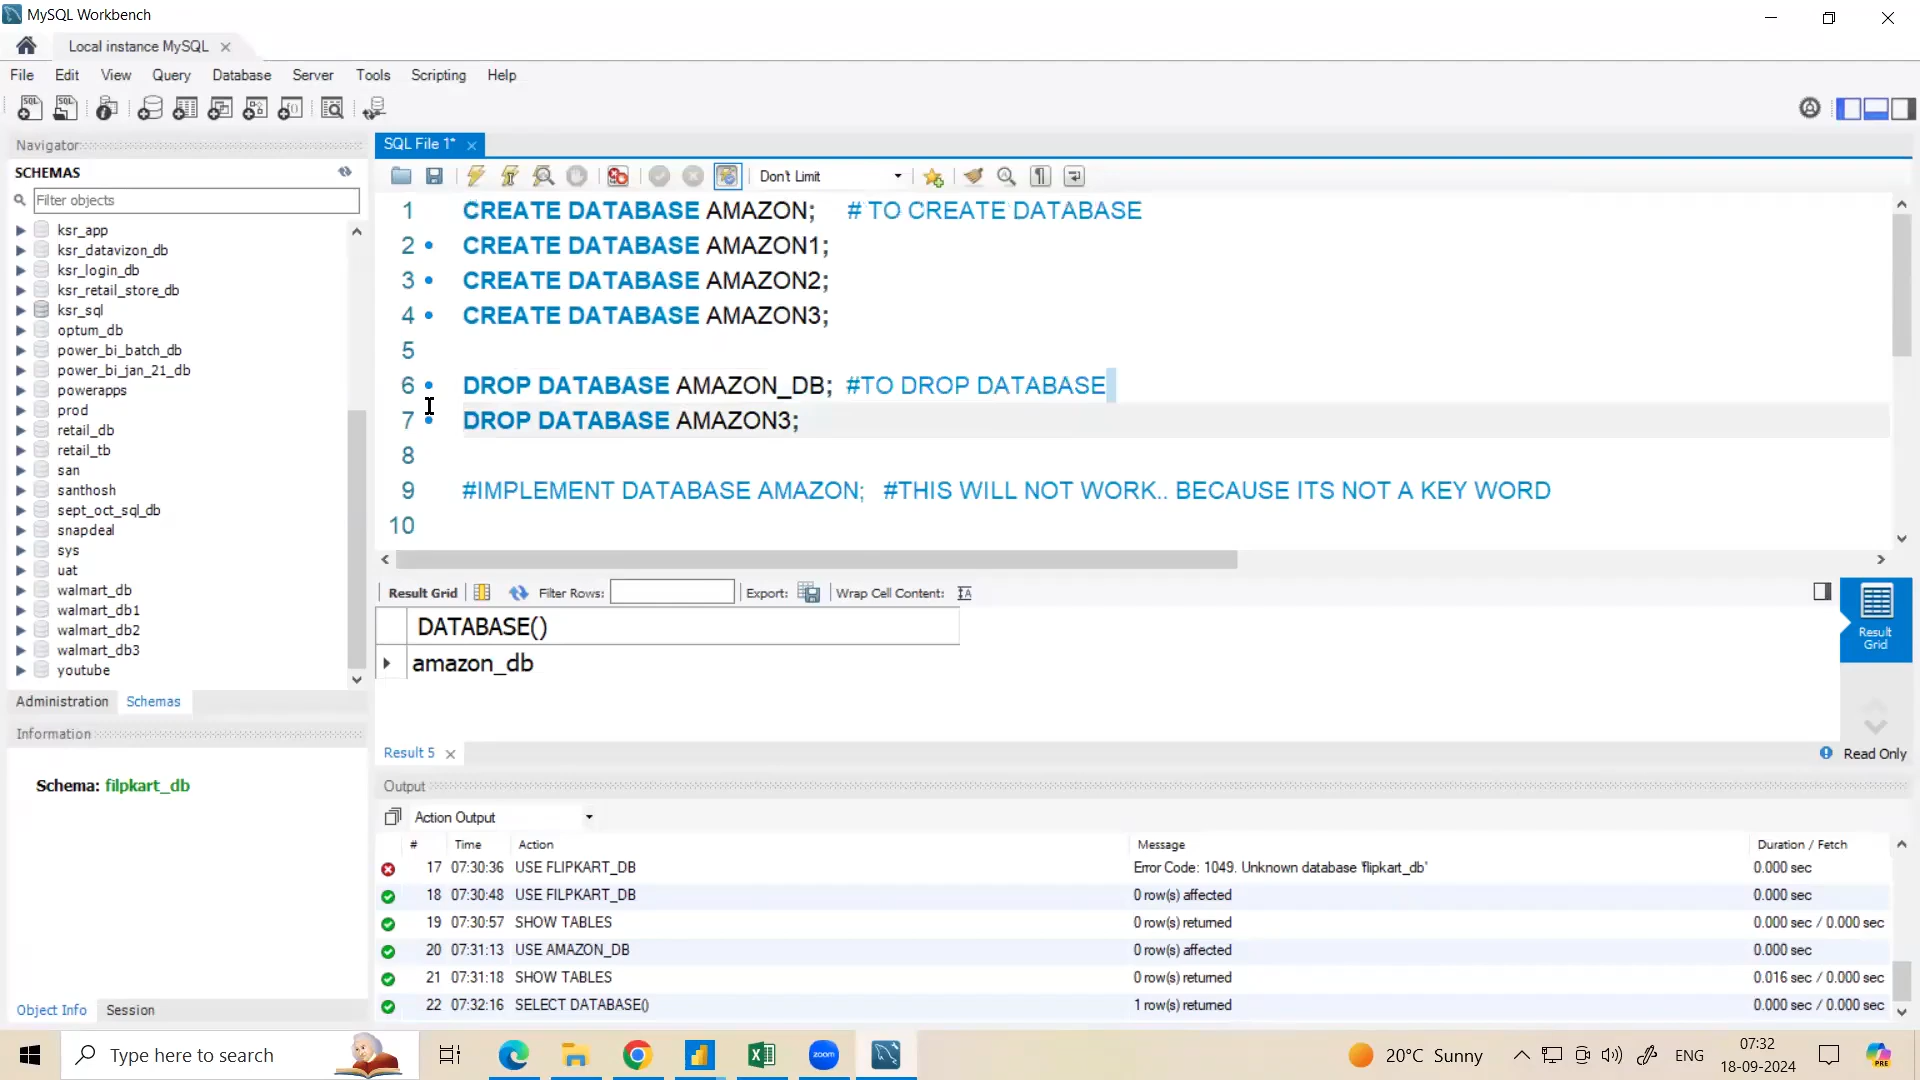 MySQL Workbench
Local instance MySQL
File Edit View Query Database Server Tools Scripting Help
Navigator
SCHEMAS
Filter objects
ksr_app
ksr_datavizon_db
ksr_login_db
ksr_retail_store_db
ksr_sql
optum_db
power_bi_batch_db
power_bi_jan_21_db
powerapps
prod
retail_db
retail_tb
san
santhosh
sept_oct_sql_db
snapdeal
sys
uat
walmart_db
walmart_db1
walmart_db2
walmart_db3
youtube
Administration Schemas
Information
Schema: filpkart_db
Object Info Session
SQL File 1*
Don't Limit
1 CREATE DATABASE AMAZON; # TO CREATE DATABASE
2 CREATE DATABASE AMAZON1;
3 CREATE DATABASE AMAZON2;
4 CREATE DATABASE AMAZON3;
5
6 DROP DATABASE AMAZON_DB; #TO DROP DATABASE
7 DROP DATABASE AMAZON3;
8
9 #IMPLEMENT DATABASE AMAZON; #THIS WILL NOT WORK.. BECAUSE ITS NOT A KEY WORD
10
Result Grid Filter Rows: Export: Wrap Cell Content:
DATABASE()
amazon_db
Result Grid
Result 5
Read Only
Output
Action Output
# Time Action Message Duration / Fetch
17 07:30:36 USE FLIPKART_DB Error Code: 1049. Unknown database 'flipkart_db' 0.000 sec
18 07:30:48 USE FILPKART_DB 0 row(s) affected 0.000 sec
19 07:30:57 SHOW TABLES 0 row(s) returned 0.000 sec / 0.000 sec
20 07:31:13 USE AMAZON_DB 0 row(s) affected 0.000 sec
21 07:31:18 SHOW TABLES 0 row(s) returned 0.016 sec / 0.000 sec
22 07:32:16 SELECT DATABASE() 1 row(s) returned 0.000 sec / 0.000 sec
Type here to search
zoom
20°C Sunny
ENG
07:32
18-09-2024
PRE